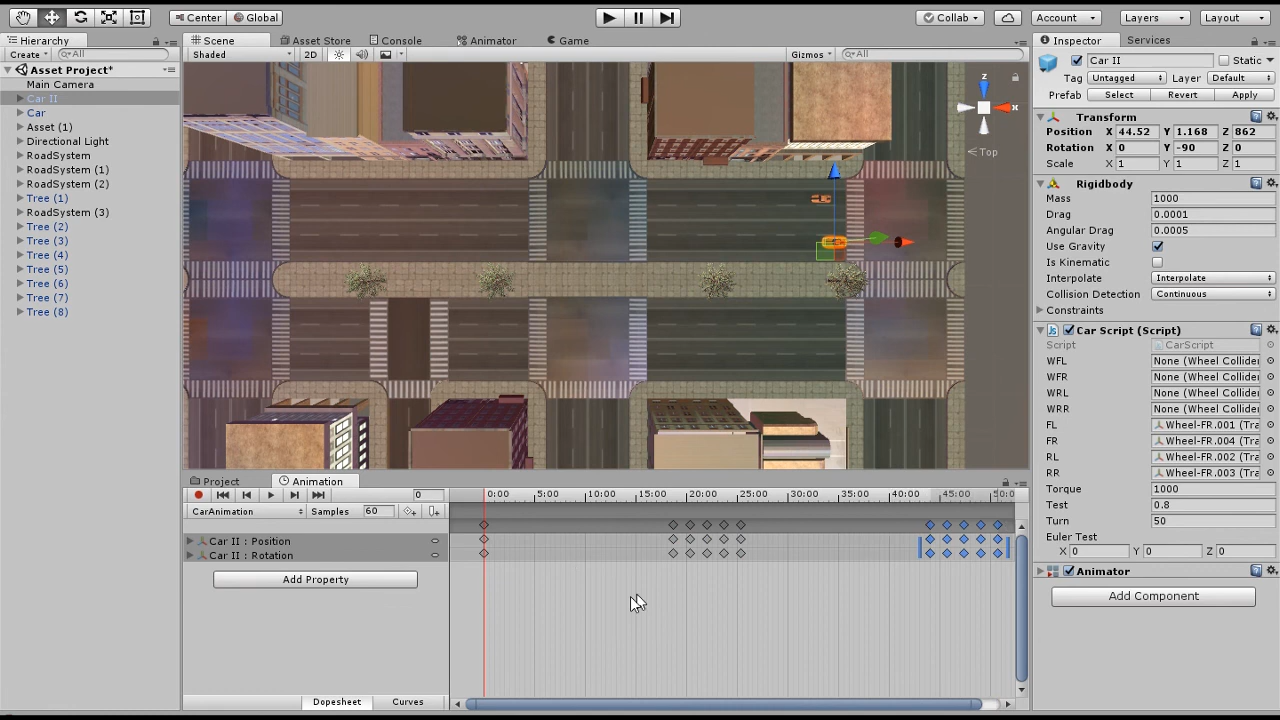 Center Global Collab Account Layers Layout
Hierarchy Scene Asset Store Console Animator Game Inspector Services
Create All Shaded 2D Gizmos All Car II Static
Asset Project*
Main Camera
Car II
Car
Asset (1)
Directional Light
RoadSystem
RoadSystem (1)
RoadSystem (2)
Tree (1)
RoadSystem (3)
Tree (2)
Tree (3)
Tree (4)
Tree (5)
Tree (6)
Tree (7)
Tree (8)
z
x
Top
Tag Untagged Layer Default
Prefab Select Revert Apply
Transform
Position X 44.52 Y 1.168 Z 862
Rotation X 0 Y -90 Z 0
Scale X 1 Y 1 Z 1
Rigidbody
Mass 1000
Drag 0.0001
Angular Drag 0.0005
Use Gravity
Is Kinematic
Interpolate Interpolate
Collision Detection Continuous
Constraints
Car Script (Script)
Script CarScript
WFL None (Wheel Collider
WFR None (Wheel Collider
WRL None (Wheel Collider
WRR None (Wheel Collider
FL Wheel-FR.001 (Tra
FR Wheel-FR.004 (Tra
RL Wheel-FR.002 (Tra
RR Wheel-FR.003 (Tra
Torque 1000
Test 0.8
Turn 50
Euler Test
X 0 Y 0 Z 0
Animator
Add Component
Project Animation
0 0:00 5:00 10:00 15:00 20:00 25:00 30:00 35:00 40:00 45:00 50:0
CarAnimation Samples 60
Car II : Position
Car II : Rotation
Add Property
Dopesheet Curves